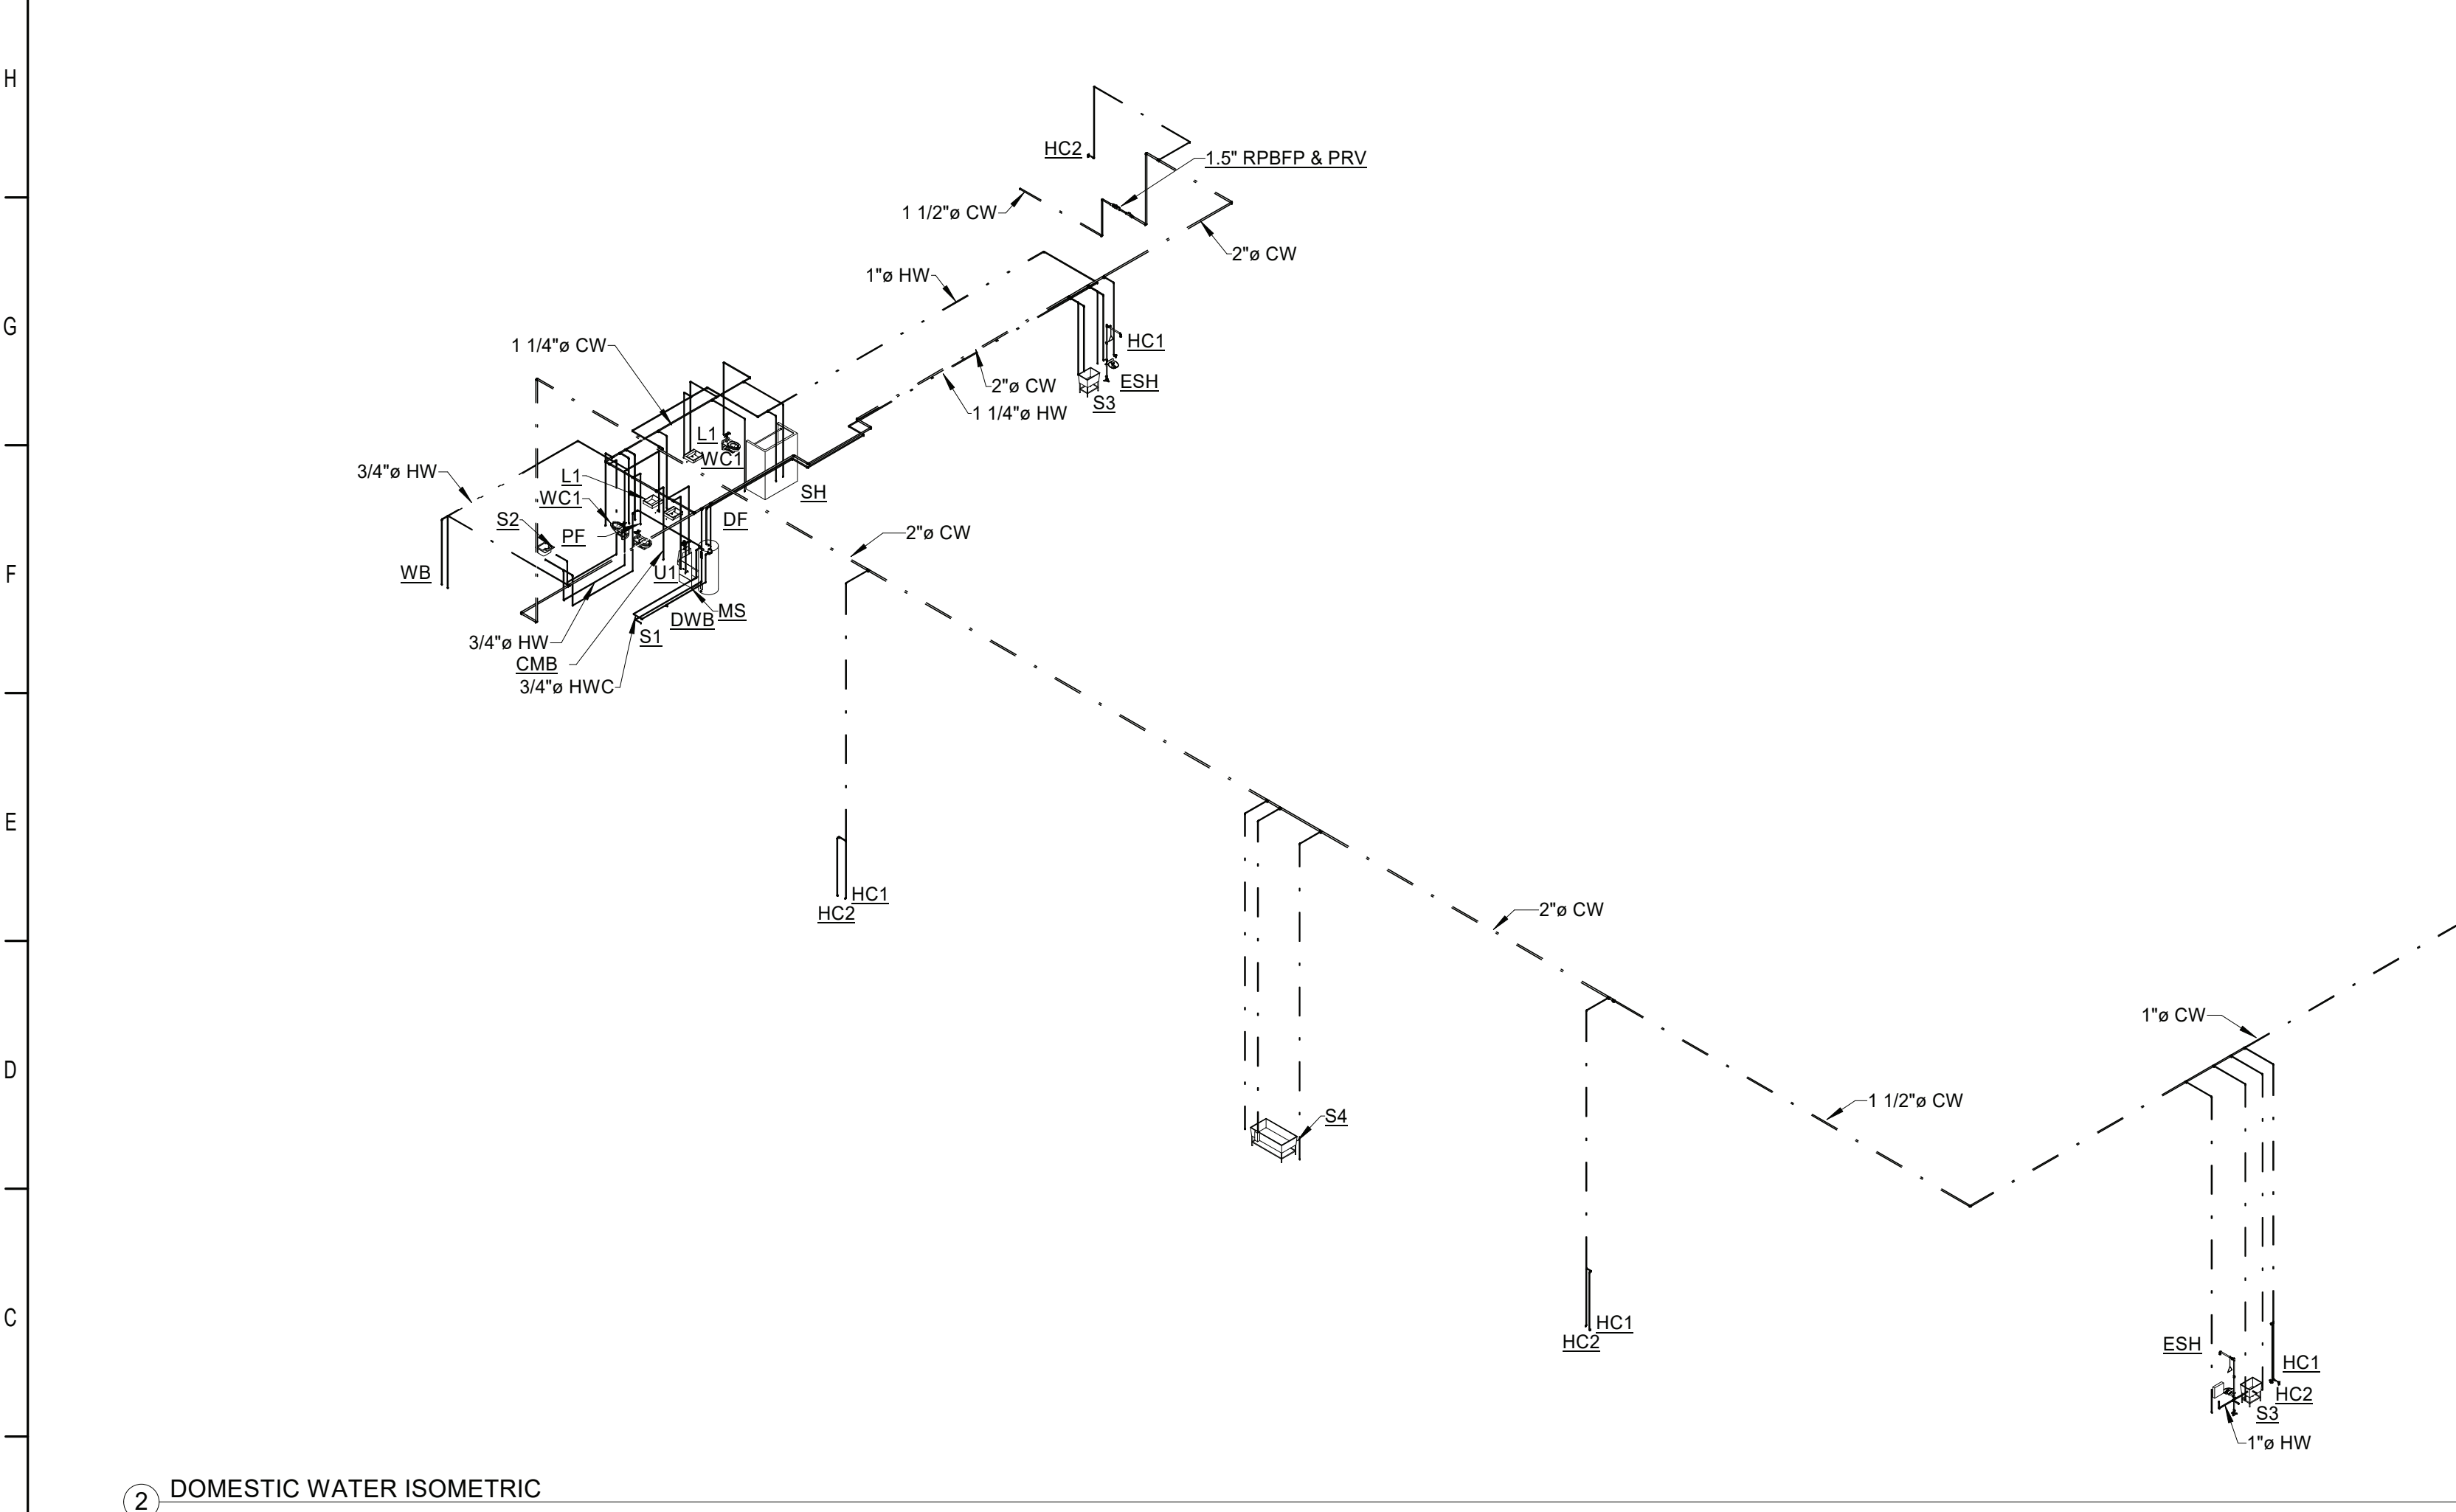 H
HC2
1.5" RPBFP & PRV
1 1/2"ø CW
2"ø CW
1"ø HW
G
HC1
1 1/4"ø CW
ESH
2"ø CW
S3
1 1/4"ø HW
L1
WC1
3/4"ø HW
L1
SH
WC1
S2
DF
PF
2"ø CW
F
WB
U1
MS
DWB
S1
3/4"ø HW
CMB
3/4"ø HWC
E
HC1
HC2
2"ø CW
1"ø CW
D
1 1/2"ø CW
S4
C
HC1
HC2
ESH
HC1
HC2
S3
1"ø HW
2 DOMESTIC WATER ISOMETRIC